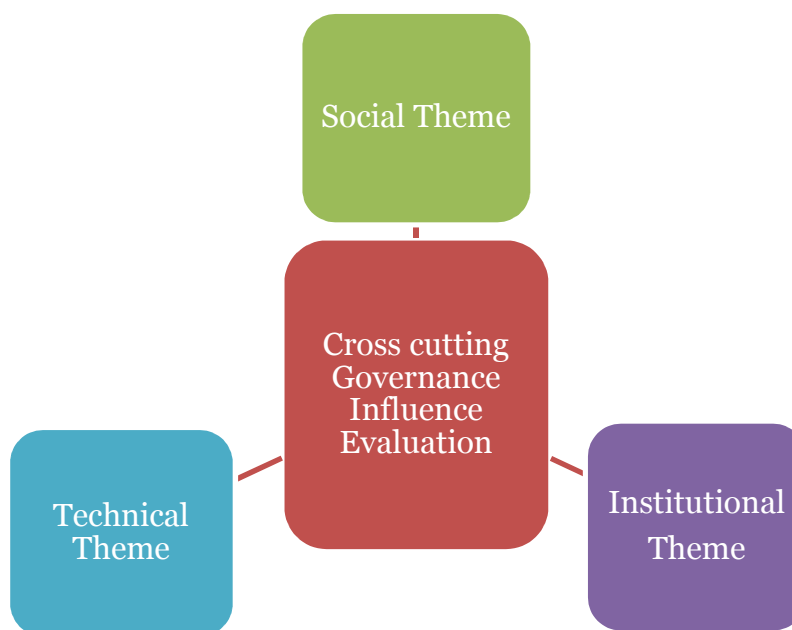 Social Theme
Cross cutting
Governance
Influence
Evaluation
Technical
Theme
Institutional
Theme